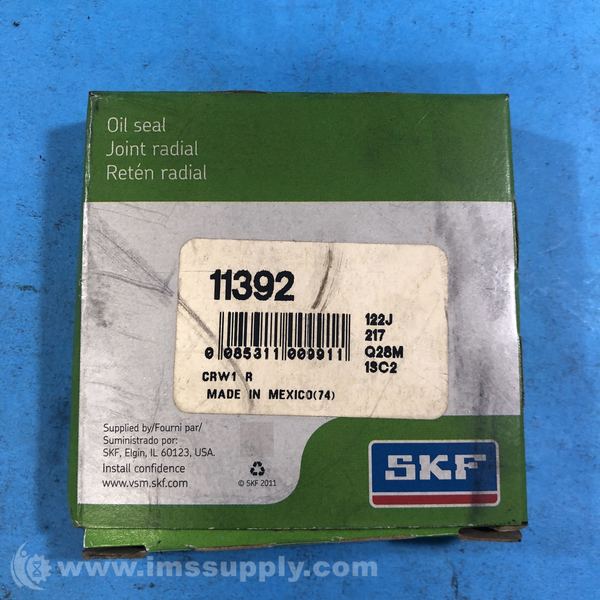 Oil seal
Joint radial
Retén radial
11392
122J
217
Q28M
1SC2
0 085311 009911
CRW1 R
MADE IN MEXICO(74)
Supplied by/Fourni par/
Suministrado por:
SKF, Elgin, IL 60123, USA.
Install confidence
www.vsm.skf.com
© SKF 2011
SKF
www.imssupply.com